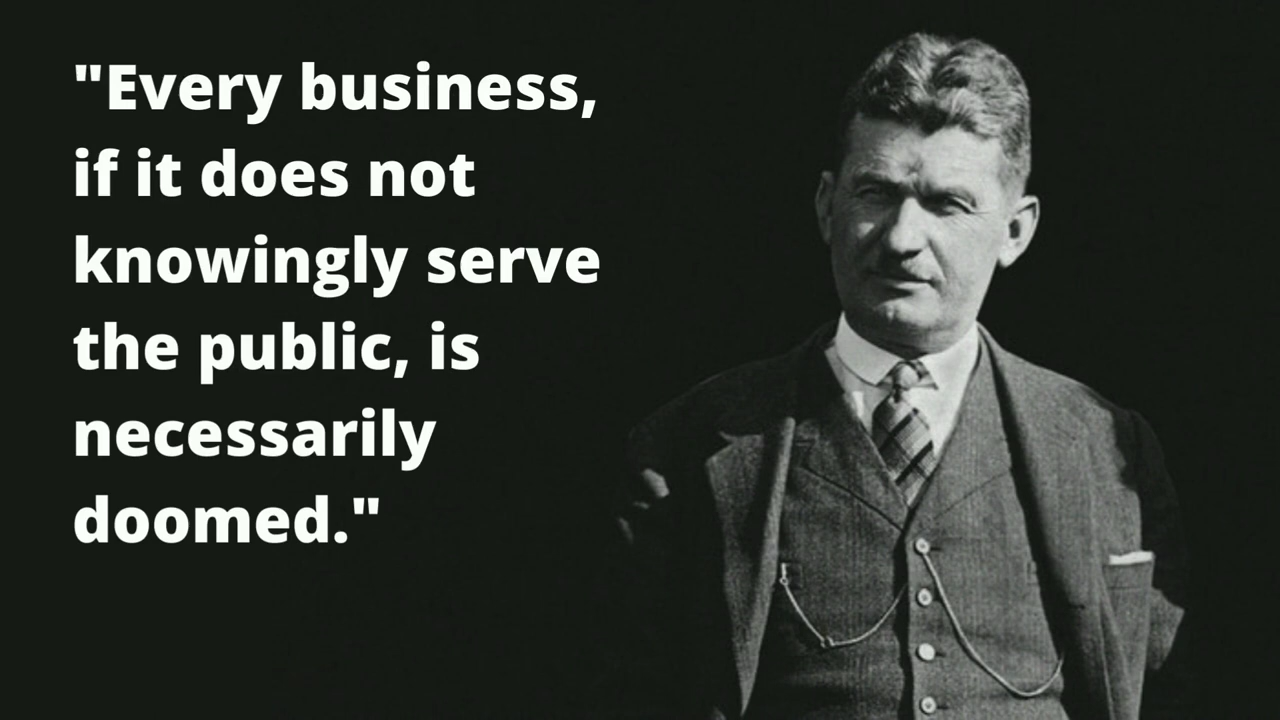 "Every business,
if it does not
knowingly serve
the public, is
necessarily
doomed."